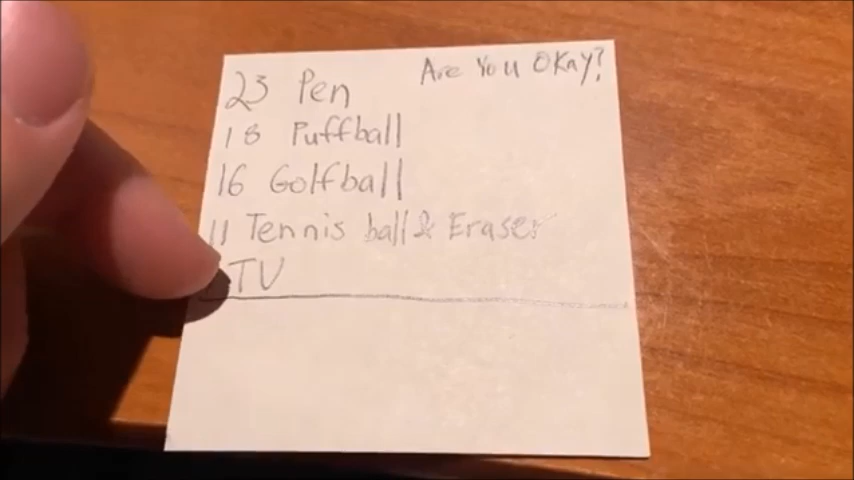 Are You Okay?
23 Pen
18 Puffball
16 Golfball
11 Tennis ball & Eraser
TV